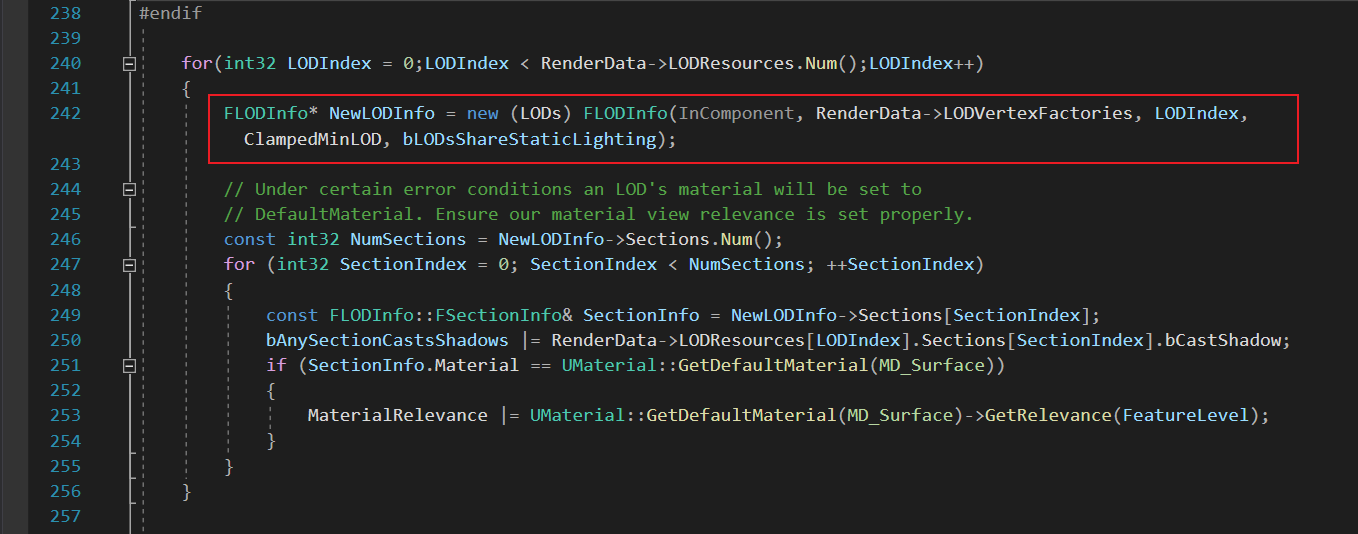 238 #endif
239
240 for(int32 LODIndex = 0;LODIndex < RenderData->LODResources.Num();LODIndex++)
241 {
242 FLODInfo* NewLODInfo = new (LODs) FLODInfo(InComponent, RenderData->LODVertexFactories, LODIndex,
ClampedMinLOD, bLODsShareStaticLighting);
243
244 // Under certain error conditions an LOD's material will be set to
245 // DefaultMaterial. Ensure our material view relevance is set properly.
246 const int32 NumSections = NewLODInfo->Sections.Num();
247 for (int32 SectionIndex = 0; SectionIndex < NumSections; ++SectionIndex)
248 {
249 const FLODInfo::FSectionInfo& SectionInfo = NewLODInfo->Sections[SectionIndex];
250 bAnySectionCastsShadows |= RenderData->LODResources[LODIndex].Sections[SectionIndex].bCastShadow;
251 if (SectionInfo.Material == UMaterial::GetDefaultMaterial(MD_Surface))
252 {
253 MaterialRelevance |= UMaterial::GetDefaultMaterial(MD_Surface)->GetRelevance(FeatureLevel);
254 }
255 }
256 }
257